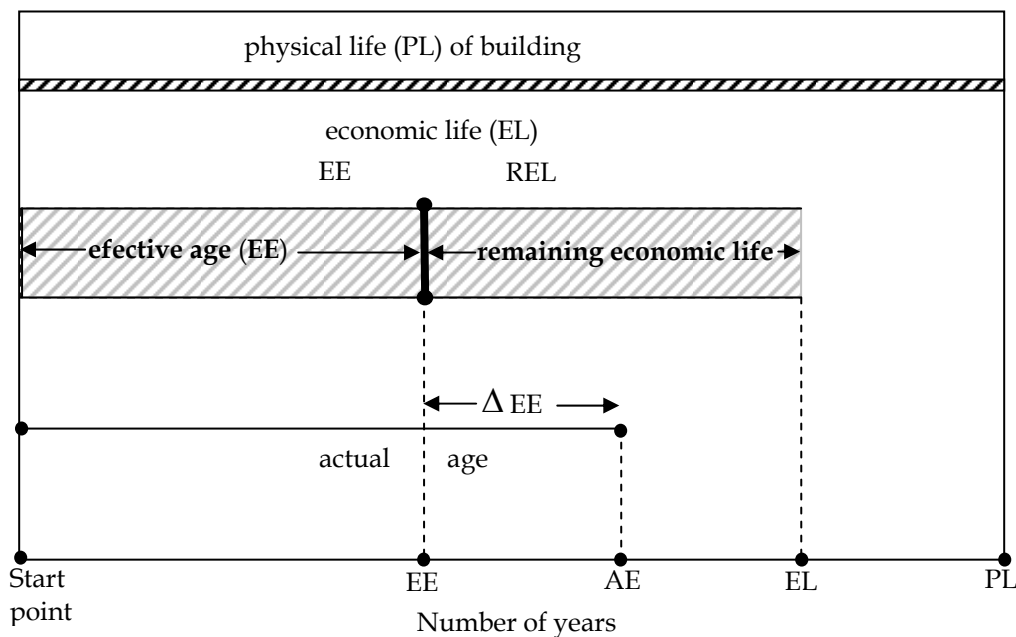 physical life (PL) of building
economic life (EL)
EE REL
efective age (EE) remaining economic life
Δ EE
actual age
EE AE EL PL
Start
point
Number of years